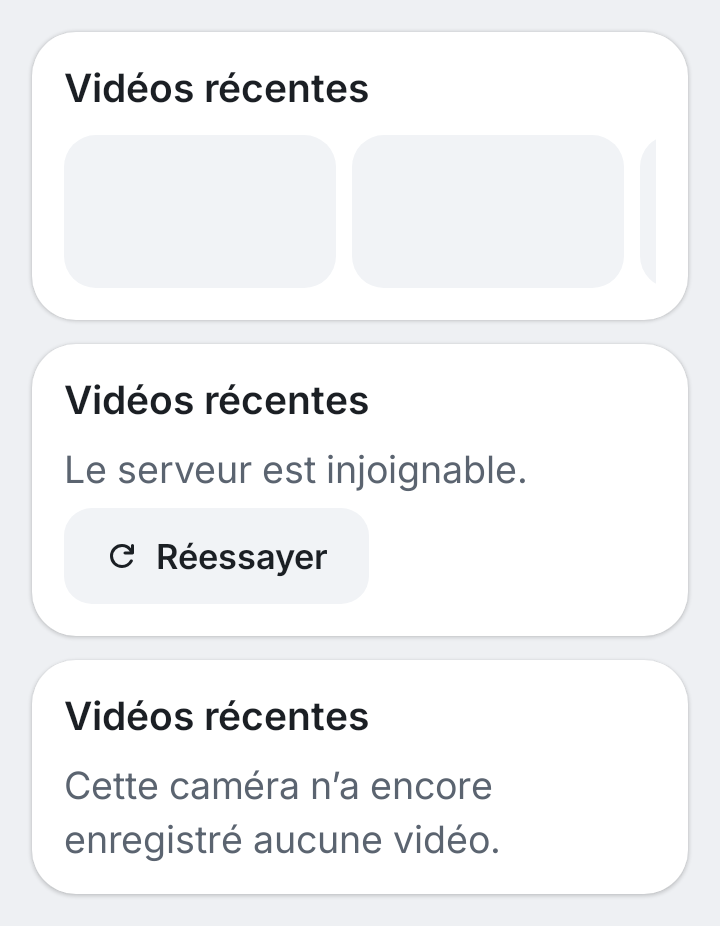 Vidéos récentes
Vidéos récentes
Le serveur est injoignable.
Réessayer
Vidéos récentes
Cette caméra n’a encore
enregistré aucune vidéo.